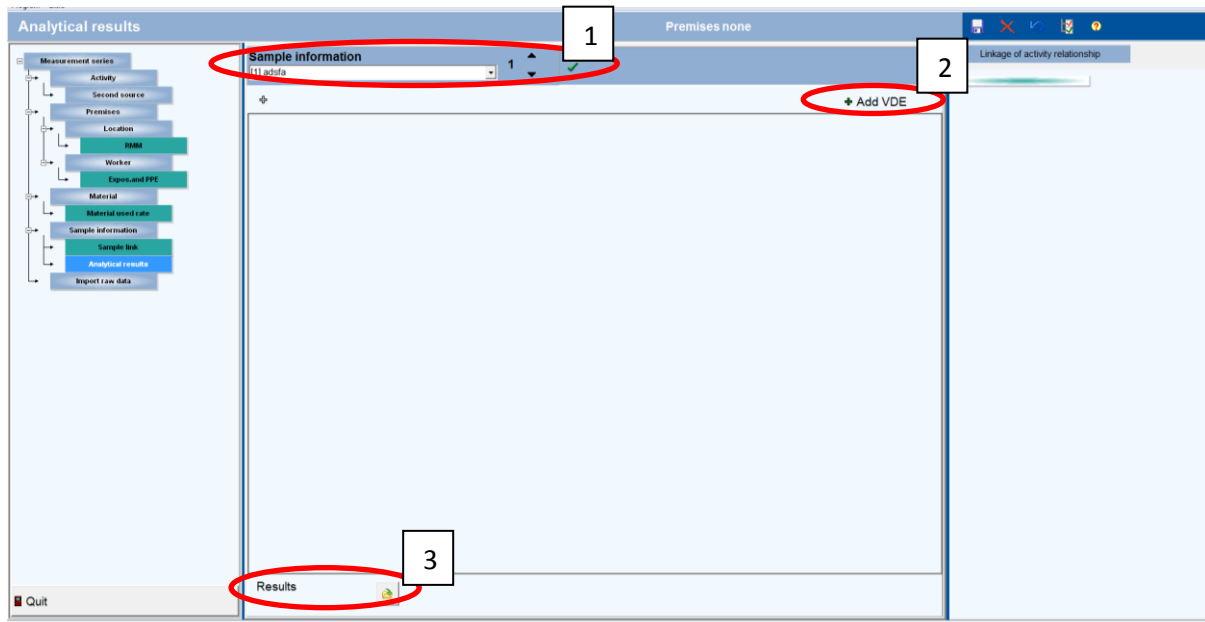 Analytical results
Premises none
Measurement series
Activity
Second source
Premises
Location
RMM
Worker
Expos.and PPE
Material
Material used rate
Sample information
Sample link
Analytical results
Import raw data
Quit
Sample information
[1] adsfa
1
1
Add VDE
2
Results
3
Linkage of activity relationship